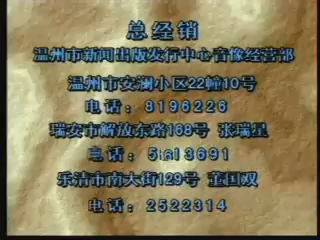 总经销
温州市新闻出版发行中心音像经营部
温州市安澜小区22幢10号
电话：8196226
瑞安市解放东路168号 张瑞星
电话：
乐清市南大街129号 董国双
电话：2522314